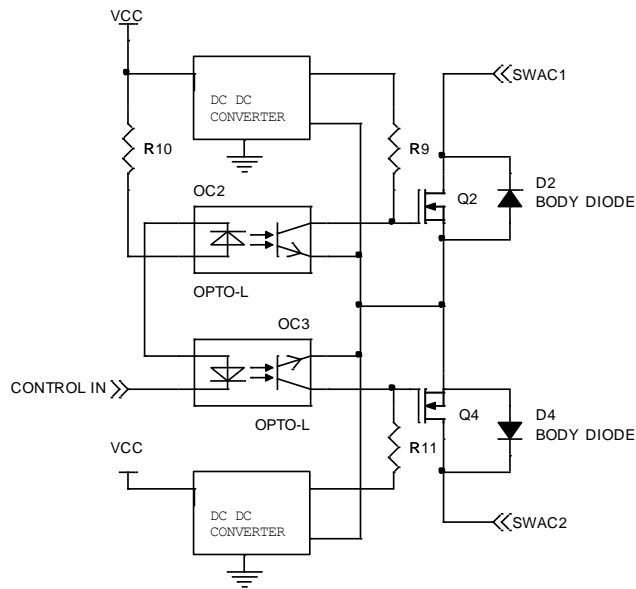 VCC
SWAC1
DC DC
CONVERTER
R10
R9
D2
BODY DIODE
Q2
OC2
OPTO-L
OC3
CONTROL IN
OPTO-L
Q4
D4
BODY DIODE
VCC
R11
DC DC
CONVERTER
SWAC2